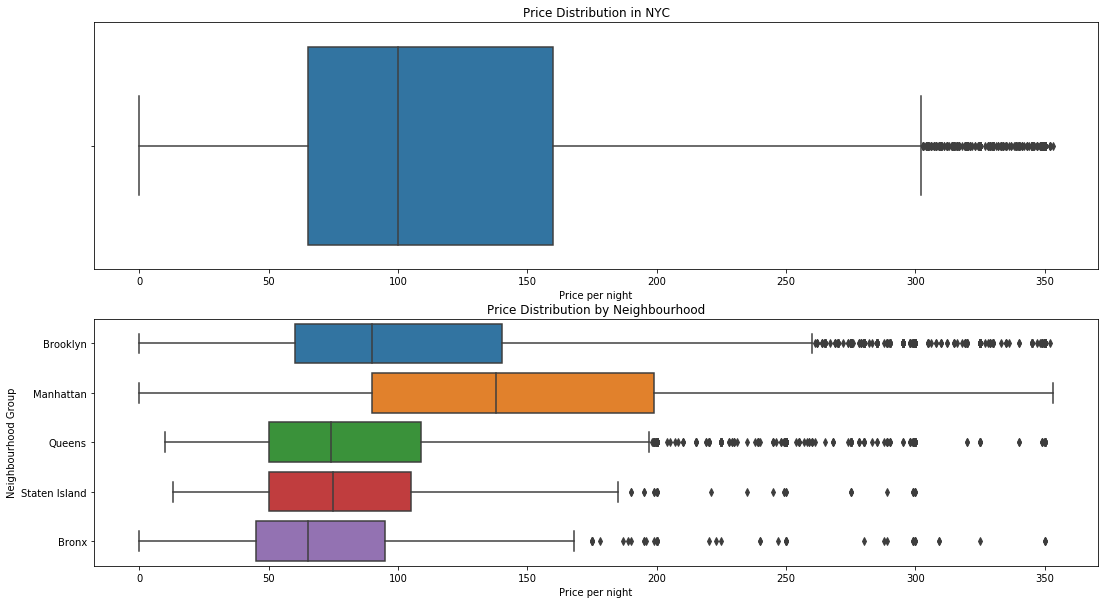 Price Distribution in NYC
0 50 100 150 200 250 300 350
Price per night
Price Distribution by Neighbourhood
Neighbourhood Group
Brooklyn
Manhattan
Queens
Staten Island
Bronx
0 50 100 150 200 250 300 350
Price per night